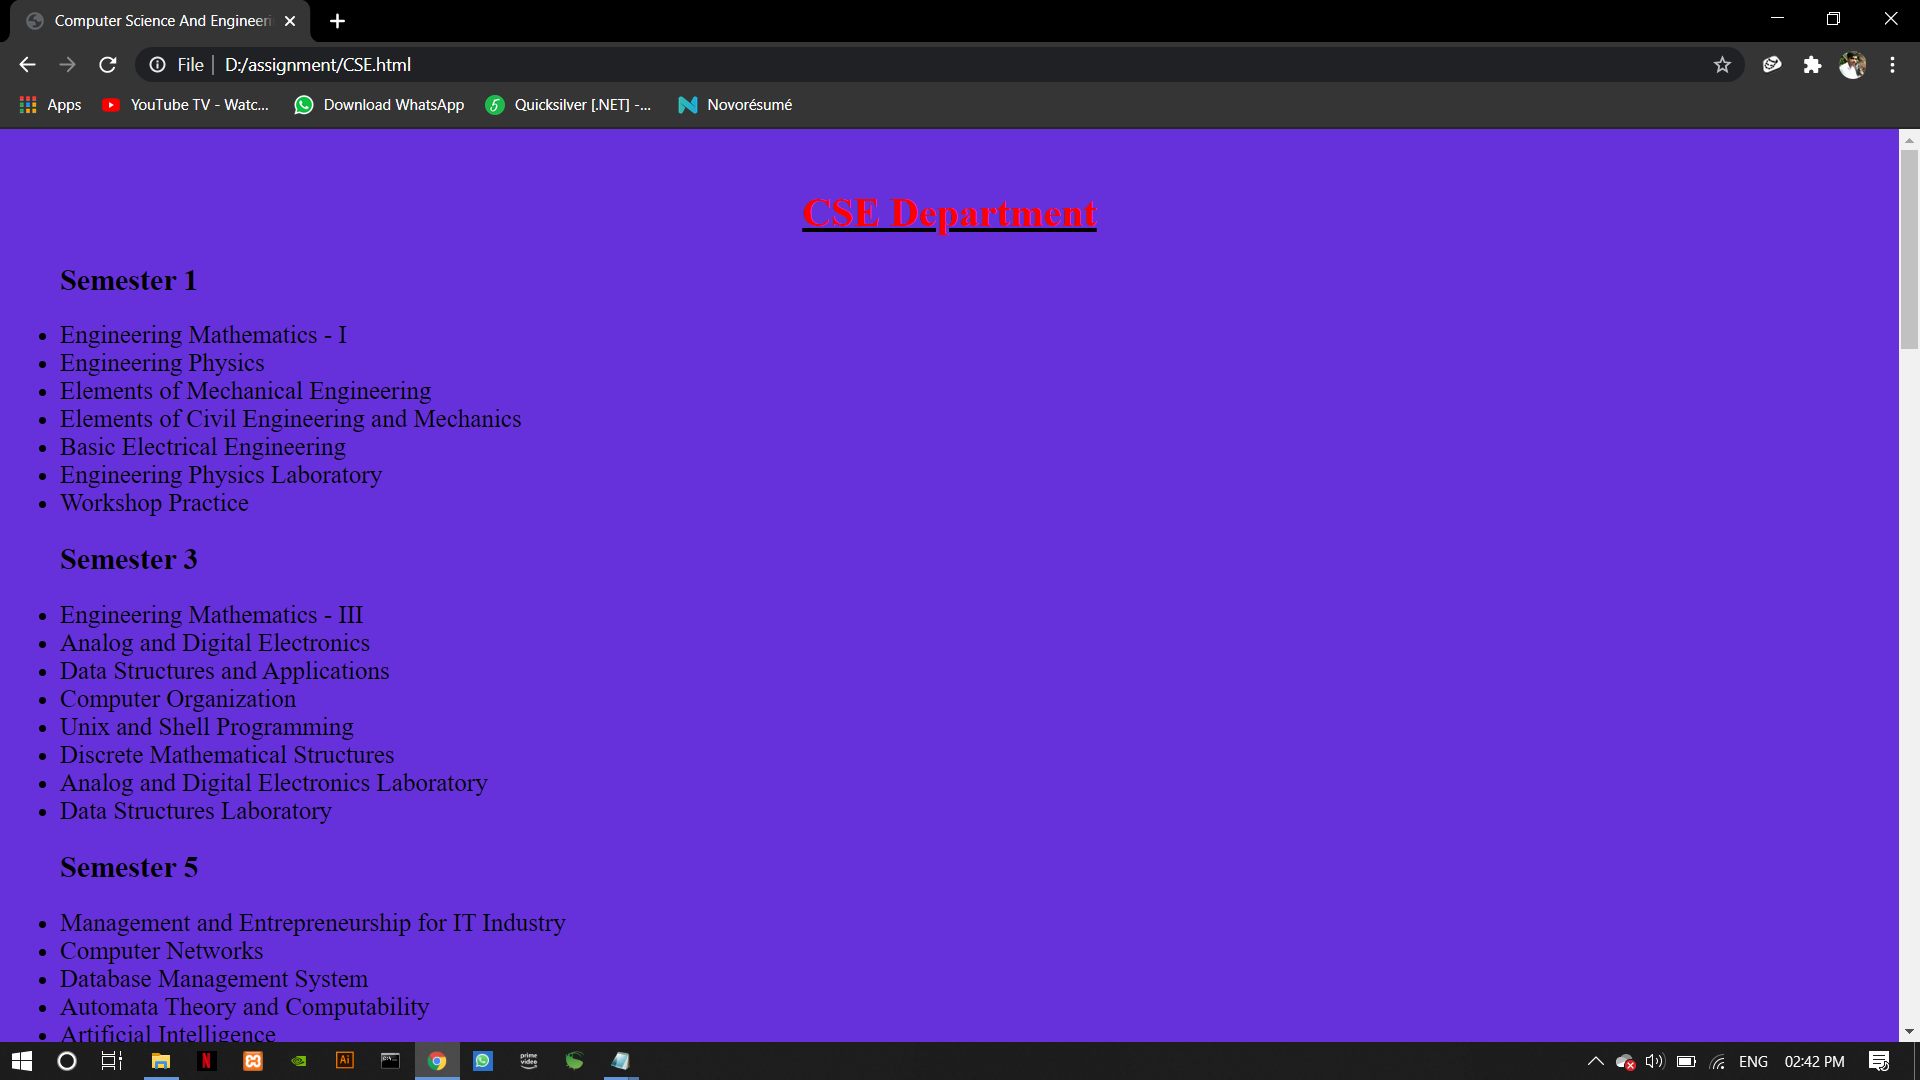 Computer Science And Engineeri
File D:/assignment/CSE.html
Apps YouTube TV - Watc... Download WhatsApp Quicksilver [.NET] -... Novorésumé
CSE Department
Semester 1
Engineering Mathematics - I
Engineering Physics
Elements of Mechanical Engineering
Elements of Civil Engineering and Mechanics
Basic Electrical Engineering
Engineering Physics Laboratory
Workshop Practice
Semester 3
Engineering Mathematics - III
Analog and Digital Electronics
Data Structures and Applications
Computer Organization
Unix and Shell Programming
Discrete Mathematical Structures
Analog and Digital Electronics Laboratory
Data Structures Laboratory
Semester 5
Management and Entrepreneurship for IT Industry
Computer Networks
Database Management System
Automata Theory and Computability
Artificial Intelligence
N Ai prime video ENG 02:42 PM